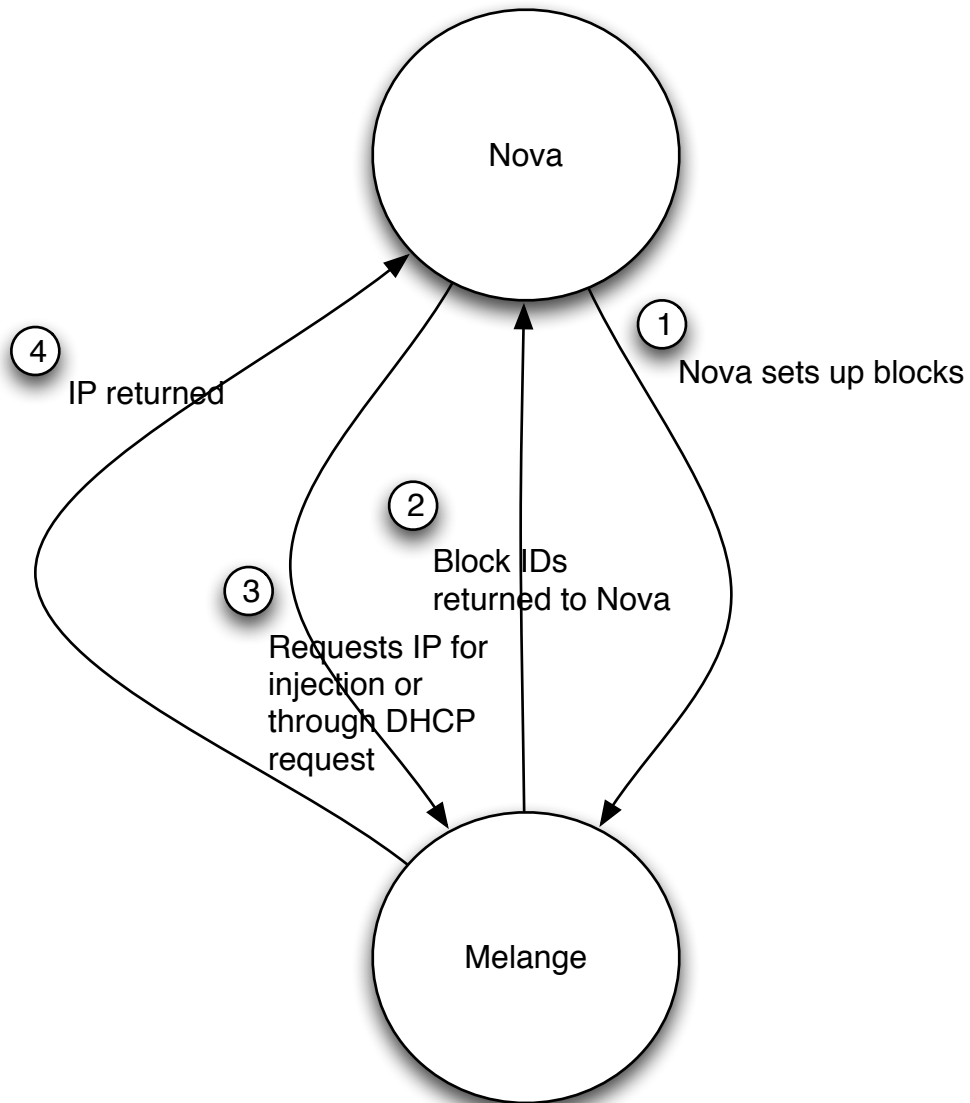 Nova
1
Nova sets up blocks
4
IP returned
2
Block IDs
returned to Nova
3
Requests IP for
injection or
through DHCP
request
Melange